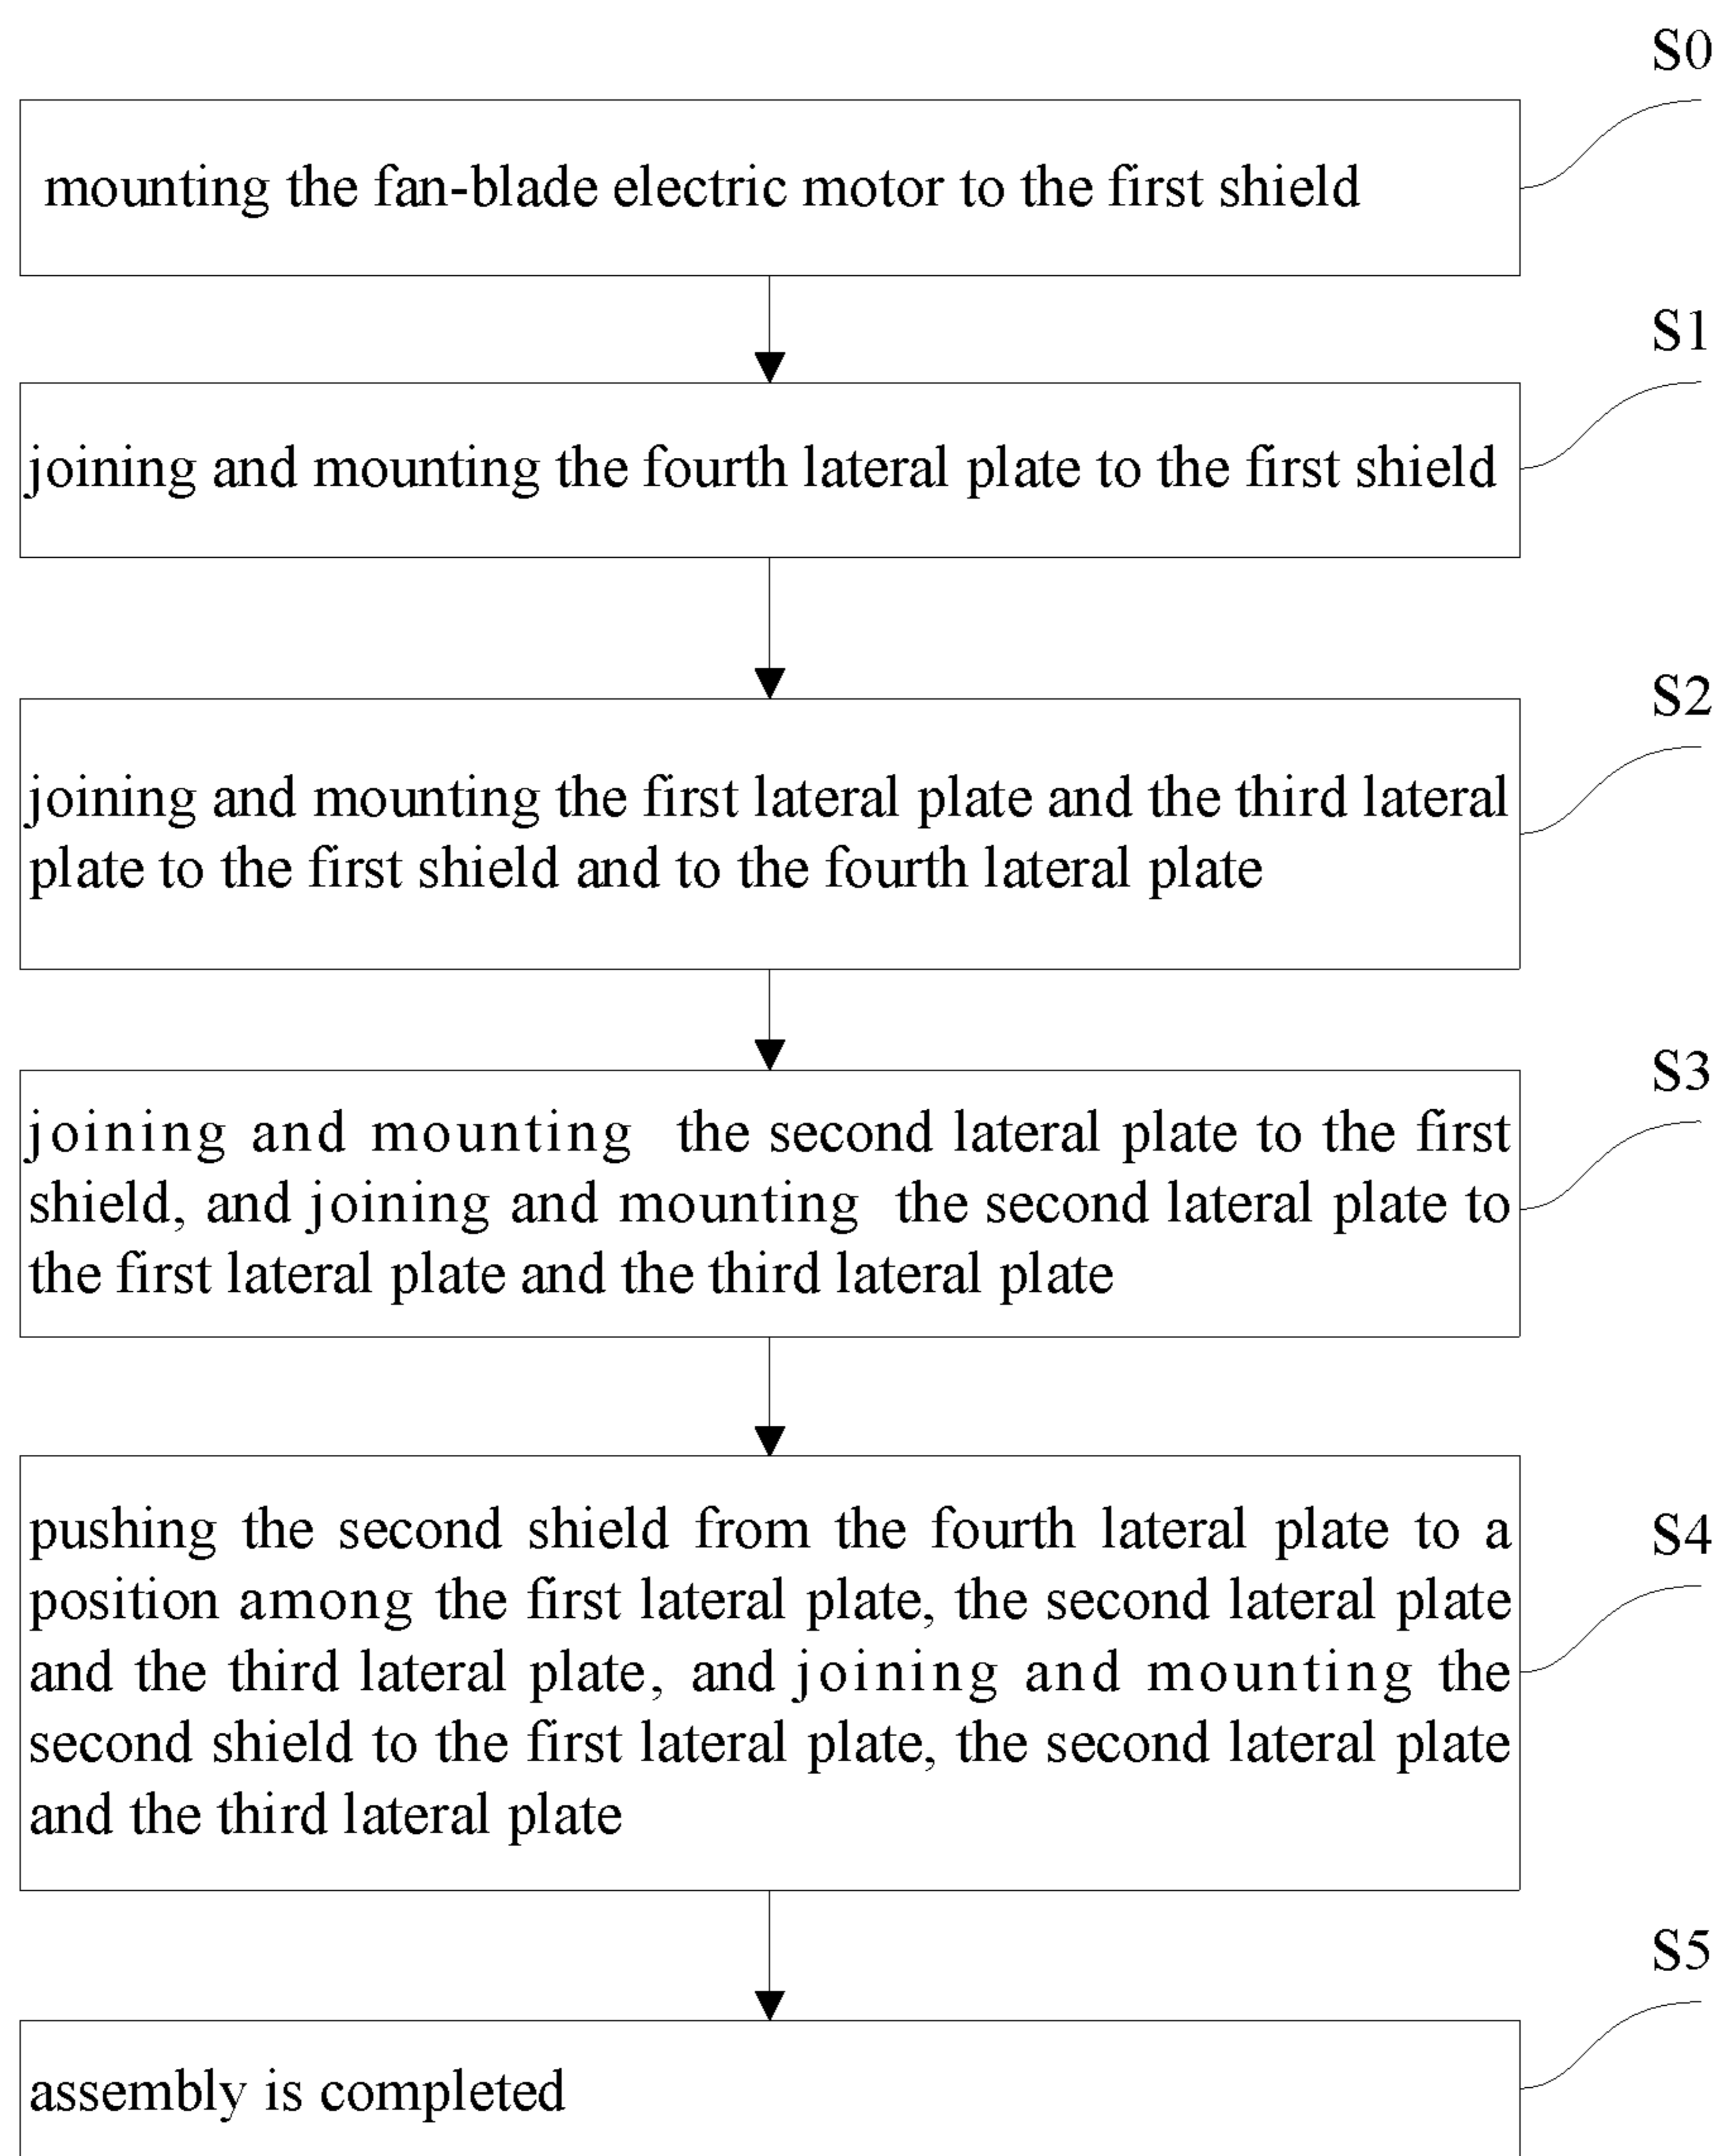 S0
mounting the fan-blade electric motor to the first shield
S1
joining and mounting the fourth lateral plate to the first shield
S2
joining and mounting the first lateral plate and the third lateral
plate to the first shield and to the fourth lateral plate
S3
joining and mounting the second lateral plate to the first
shield, and joining and mounting the second lateral plate to
the first lateral plate and the third lateral plate
S4
pushing the second shield from the fourth lateral plate to a
position among the first lateral plate, the second lateral plate
and the third lateral plate, and joining and mounting the
second shield to the first lateral plate, the second lateral plate
and the third lateral plate
S5
assembly is completed